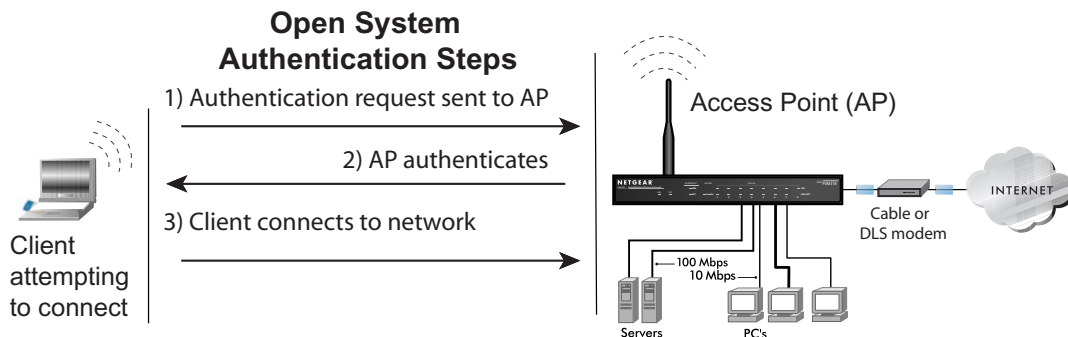 Open System
Authentication Steps
1) Authentication request sent to AP
2) AP authenticates
3) Client connects to network
Client
attempting
to connect
Access Point (AP)
NETGEAR
INTERNET
Cable or
DLS modem
100 Mbps
10 Mbps
Servers
PC's